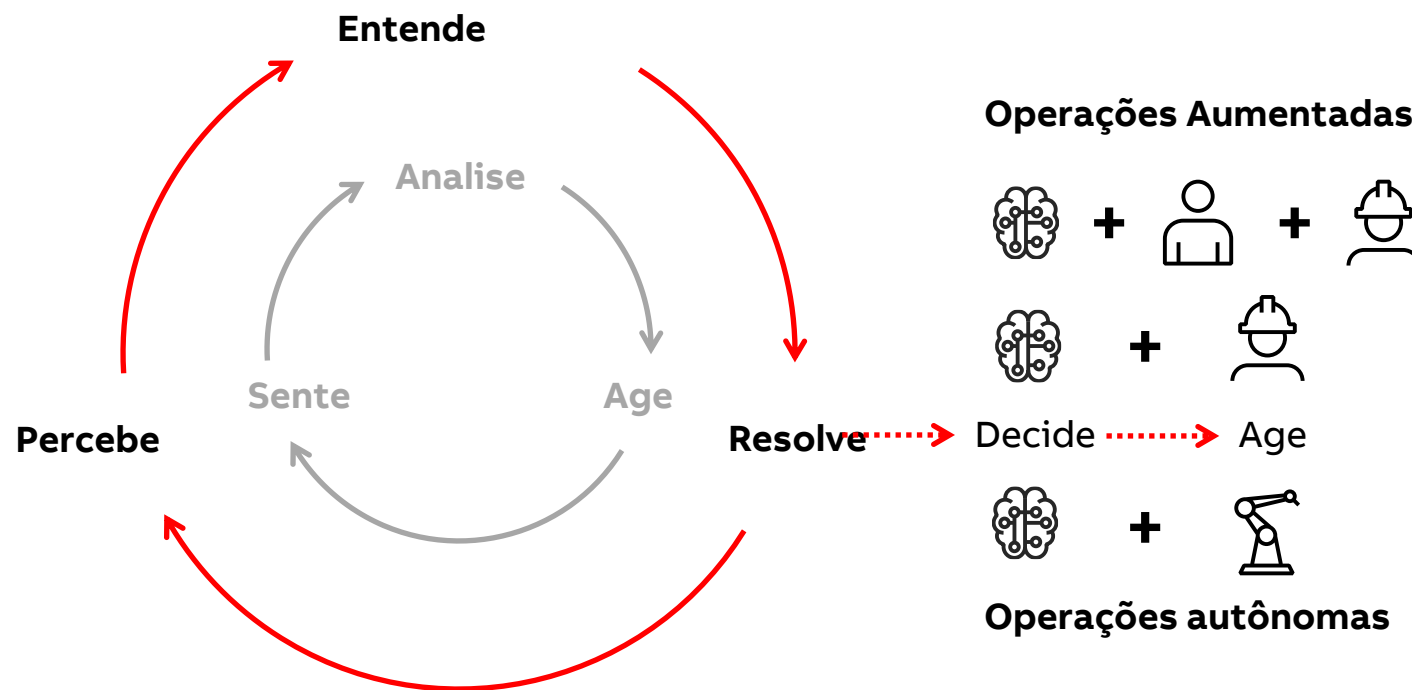 Entende
Operações Aumentadas
Analise
+ +
+
Sente
Age
Percebe
Resolve
Decide
Age
+
Operações autônomas